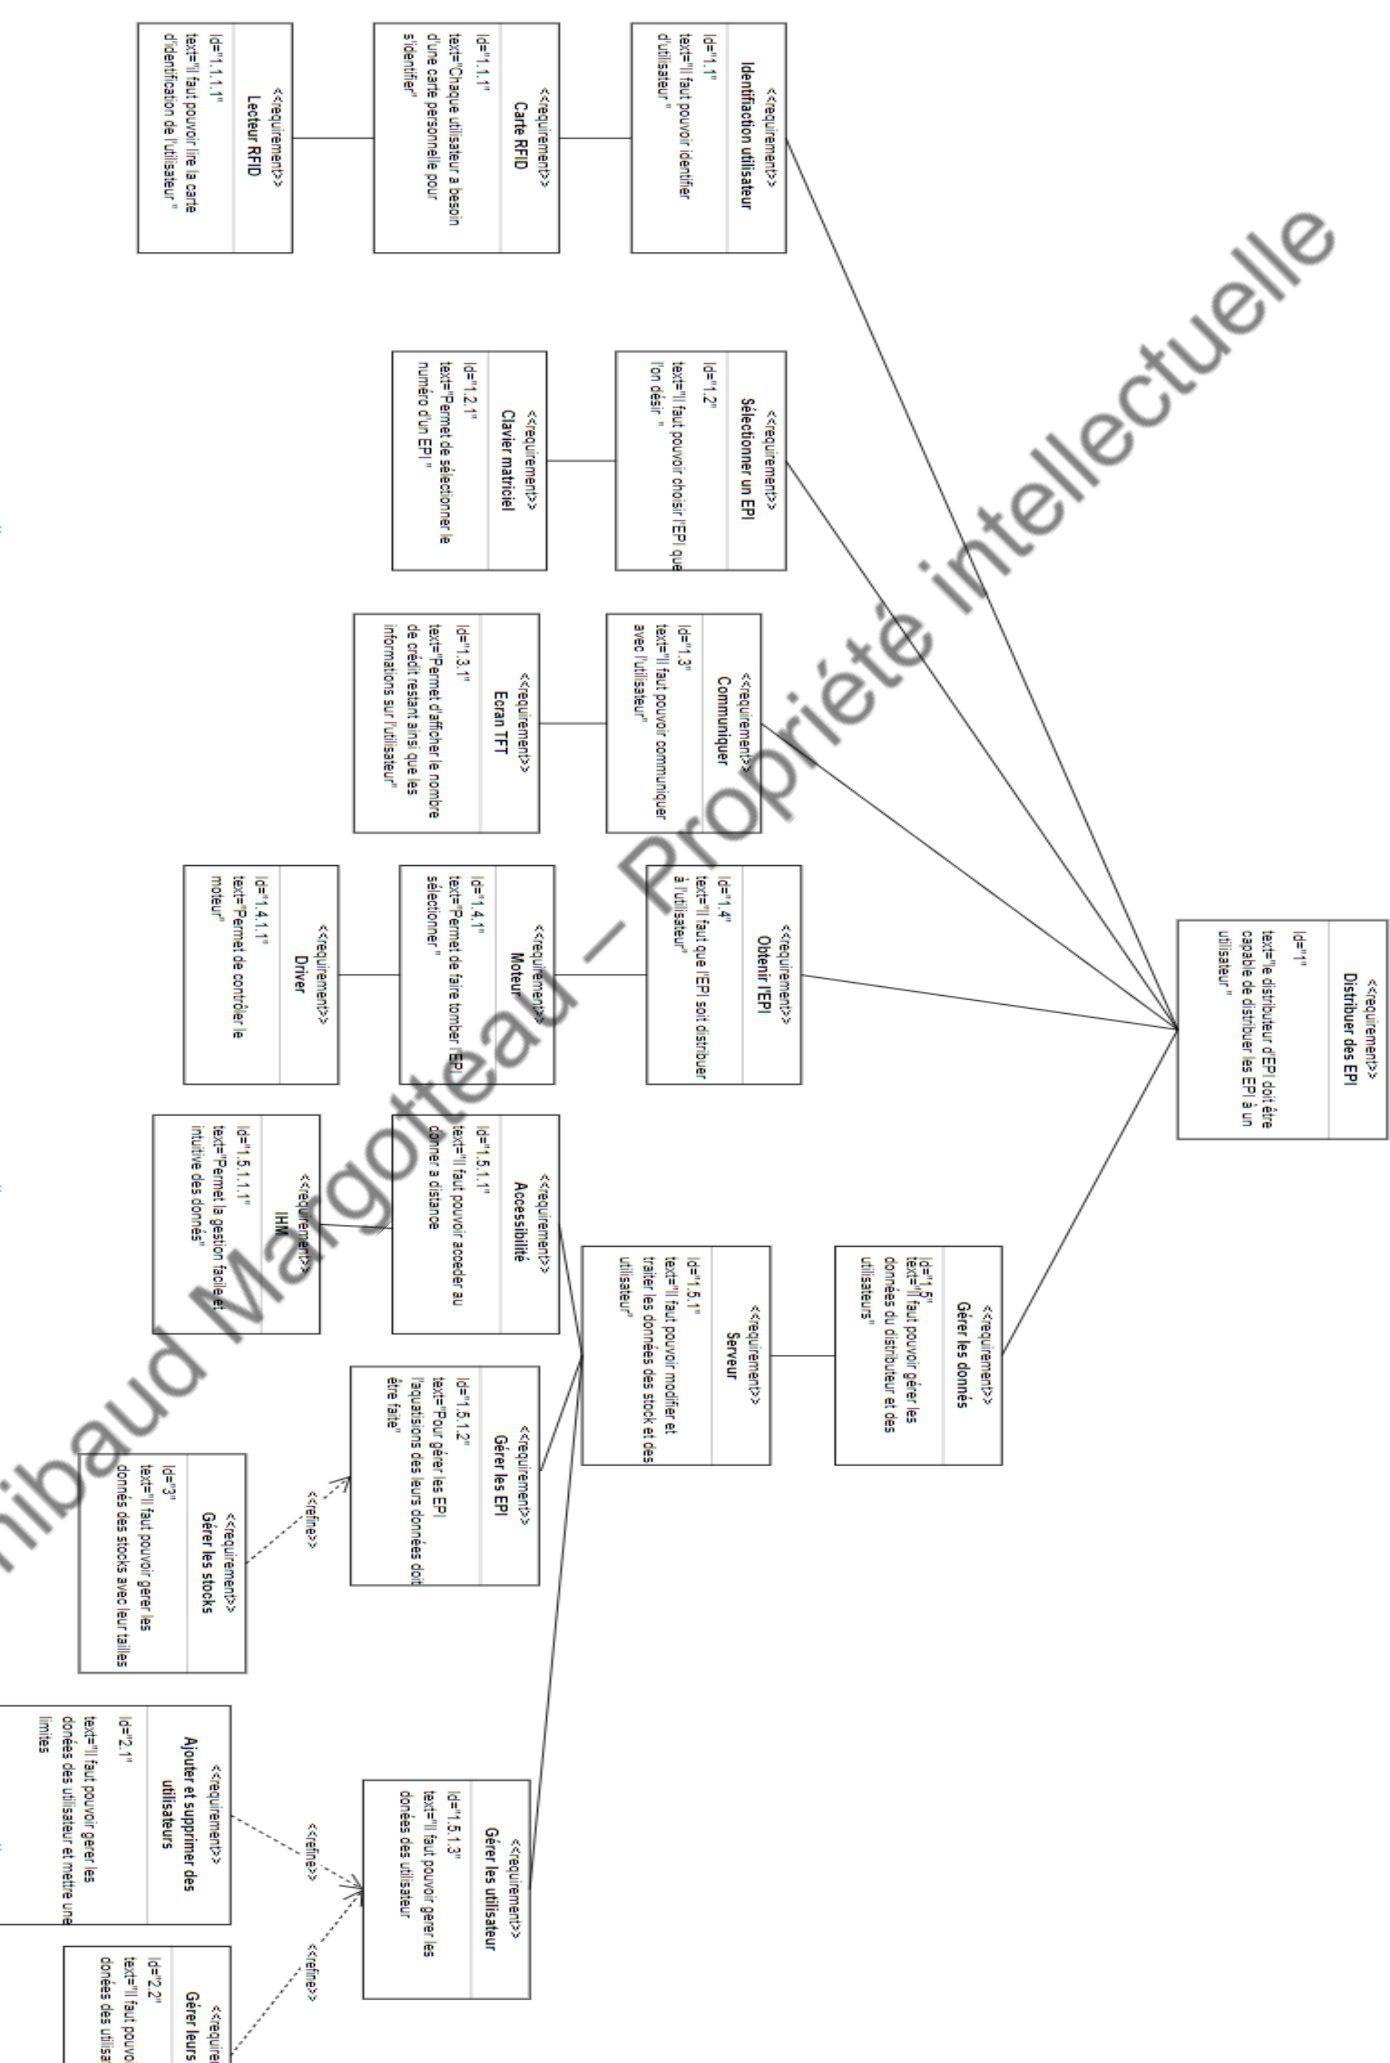 <<requirement>>
Distribuer des EPI
Id="1"
text="le distributeur d'EPI doit être
capable de distribuer les EPI à un
utilisateur "
<<requirement>>
Identifiaction utilisateur
Id="1.1"
text="Il faut pouvoir identifier
d'utilisateur "
<<requirement>>
Carte RFID
Id="1.1.1"
text="Chaque utilisateur a besoin
d'une carte personnelle pour
s'identifier"
<<requirement>>
Lecteur RFID
Id="1.1.1.1"
text="il faut pouvoir lire la carte
d'identification de l'utilisateur "
<<requirement>>
Sélectionner un EPI
Id="1.2"
text="Il faut pouvoir choisir l'EPI que
l'on désir "
<<requirement>>
Clavier matriciel
Id="1.2.1"
text="Permet de sélectionner le
numéro d'un EPI "
<<requirement>>
Communiquer
Id="1.3"
text="Il faut pouvoir communiquer
avec l'utilisateur"
<<requirement>>
Ecran TFT
Id="1.3.1"
text="Permet d'afficher le nombre
de crédit restant ainsi que les
informations sur l'utilisateur"
<<requirement>>
Obtenir l'EPI
Id="1.4"
text="Il faut que l'EPI soit distribuer
à l'utilisateur"
<<requirement>>
Moteur
Id="1.4.1"
text="Permet de faire tomber l'EPI
sélectionner "
<<requirement>>
Driver
Id="1.4.1.1"
text="Permet de contrôler le
moteur"
<<requirement>>
Gérer les donnés
Id="1.5"
text="Il faut pouvoir gérer les
données du distributeur et des
utilisateurs"
<<requirement>>
Serveur
Id="1.5.1"
text="Il faut pouvoir modifier et
traiter les données des stock et des
utilisateur"
<<requirement>>
Accessibilité
Id="1.5.1.1"
text="Il faut pouvoir acceder au
donner a distance
<<requirement>>
IHM
Id="1.5.1.1.1"
text="Permet la gestion facile et
intuitive des donnés"
<<requirement>>
Gérer les EPI
Id="1.5.1.2"
text="Pour gérer les EPI
l'aquatisions des leurs données doit
être faite"
<<refine>>
<<requirement>>
Gérer les stocks
Id="3"
text="Il faut pouvoir gerer les
donnés des stocks avec leur tailles
<<requirement>>
Gérer les utilisateur
Id="1.5.1.3"
text="Il faut pouvoir gerer les
donées des utilisateur
<<refine>>
<<refine>>
<<requirement>>
Ajouter et supprimer des
utilisateurs
Id="2.1"
text="Il faut pouvoir gerer les
donées des utilisateur et mettre une
limites
<<requirer
Gérer leurs
Id="2.2"
text="Il faut pouvoi
donées des utilisa
hibaud Margotteau – Propriété intellectuelle